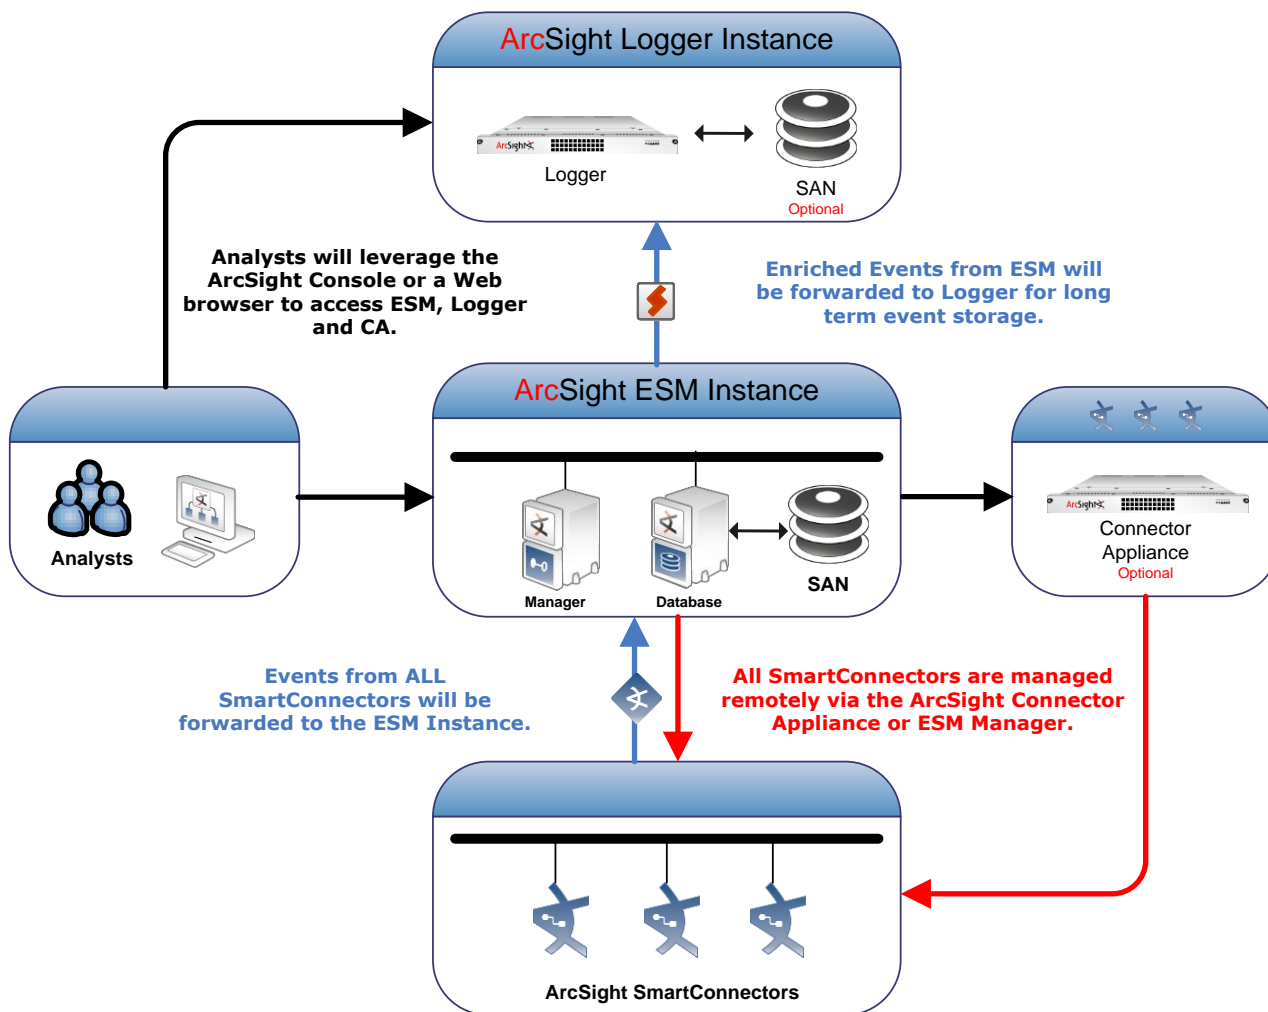 ArcSight Logger Instance
ArcSight
Logger
SAN
Optional
Analysts will leverage the
ArcSight Console or a Web
browser to access ESM, Logger
and CA.
Enriched Events from ESM will
be forwarded to Logger for long
term event storage.
ArcSight ESM Instance
Analysts
Manager
Database
SAN
ArcSight
Connector
Appliance
Optional
Events from ALL
SmartConnectors will be
forwarded to the ESM Instance.
All SmartConnectors are managed
remotely via the ArcSight Connector
Appliance or ESM Manager.
ArcSight SmartConnectors